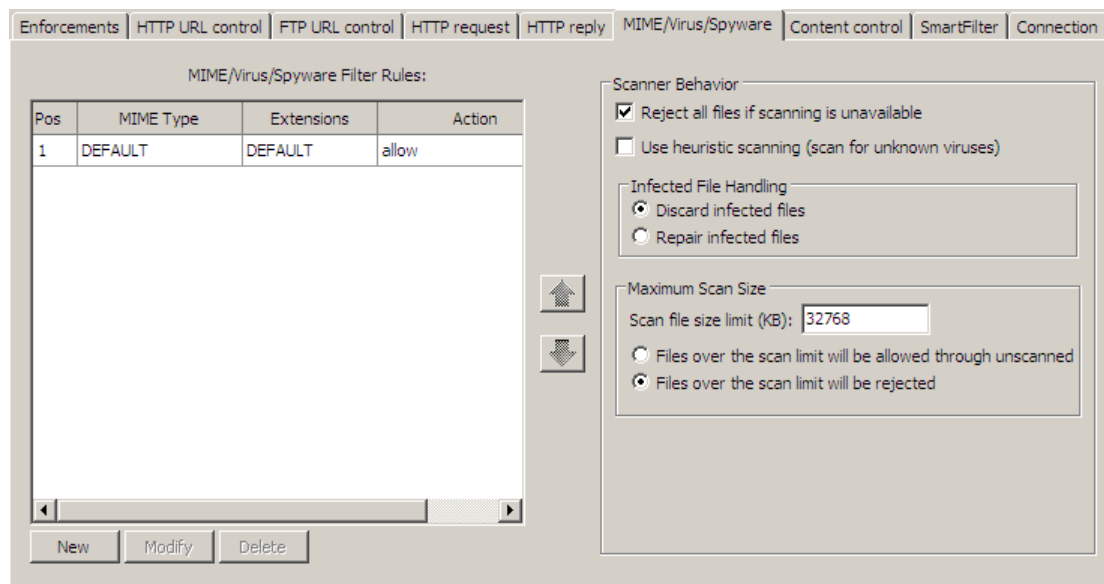 Enforcements HTTP URL control FTP URL control HTTP request HTTP reply MIME/Virus/Spyware Content control SmartFilter Connection
MIME/Virus/Spyware Filter Rules:
Pos MIME Type Extensions Action
1 DEFAULT DEFAULT allow
New Modify Delete
Scanner Behavior
Reject all files if scanning is unavailable
Use heuristic scanning (scan for unknown viruses)
Infected File Handling
Discard infected files
Repair infected files
Maximum Scan Size
Scan file size limit (KB): 32768
Files over the scan limit will be allowed through unscanned
Files over the scan limit will be rejected